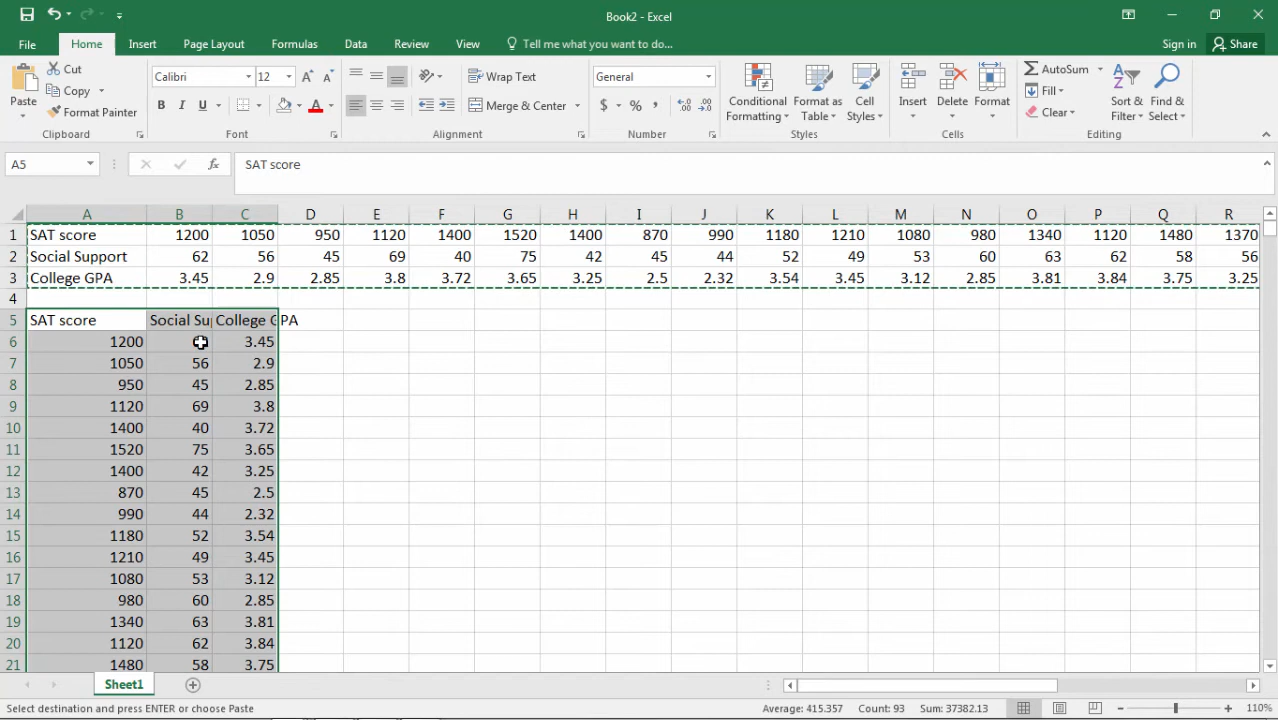 Book2 - Excel
File Home Insert Page Layout Formulas Data Review View Tell me what you want to do... Sign in Share
Cut
Copy
Format Painter
Paste
Clipboard
Calibri 12 A A
B I U A
Font
Wrap Text
Merge & Center
Alignment
General
$ % ,
Number
Conditional Formatting
Format as Table
Cell Styles
Styles
Insert Delete Format
Cells
AutoSum
Fill
Clear
Sort & Filter
Find & Select
Editing
A5 fx SAT score
A B C D E F G H I J K L M N O P Q R
1 SAT score 1200 1050 950 1120 1400 1520 1400 870 990 1180 1210 1080 980 1340 1120 1480 1370
2 Social Support 62 56 45 69 40 75 42 45 44 52 49 53 60 63 62 58 56
3 College GPA 3.45 2.9 2.85 3.8 3.72 3.65 3.25 2.5 2.32 3.54 3.45 3.12 2.85 3.81 3.84 3.75 3.25
4
5 SAT score Social Sup College GPA
6 1200 3.45
7 1050 56 2.9
8 950 45 2.85
9 1120 69 3.8
10 1400 40 3.72
11 1520 75 3.65
12 1400 42 3.25
13 870 45 2.5
14 990 44 2.32
15 1180 52 3.54
16 1210 49 3.45
17 1080 53 3.12
18 980 60 2.85
19 1340 63 3.81
20 1120 62 3.84
21 1480 58 3.75
Sheet1
Select destination and press ENTER or choose Paste Average: 415.357 Count: 93 Sum: 37382.13 110%